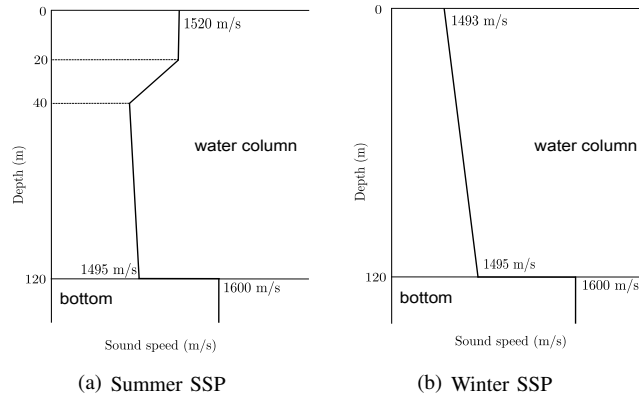 0
1520 m/s
20
40
water column
Depth (m)
1495 m/s
120
1600 m/s
bottom
Sound speed (m/s)
(a) Summer SSP
0
1493 m/s
water column
Depth (m)
1495 m/s
120
1600 m/s
bottom
Sound speed (m/s)
(b) Winter SSP